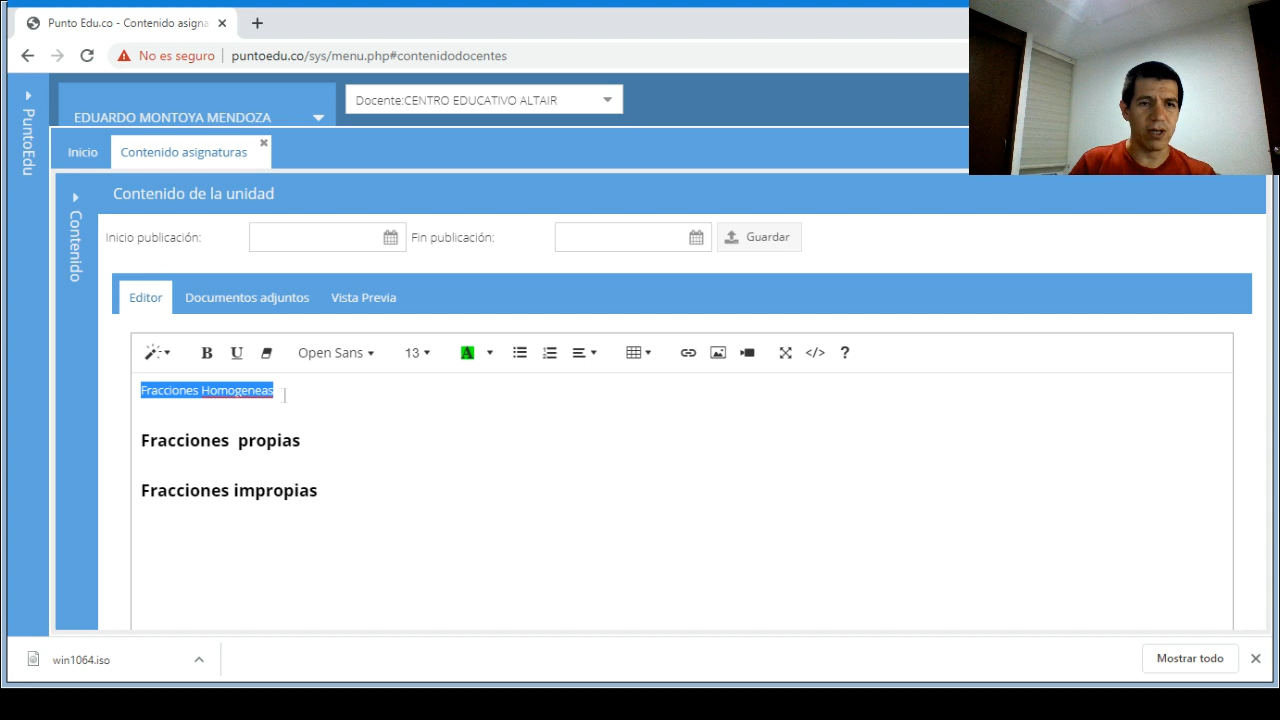 Punto Edu.co - Contenido asigna
No es seguro | puntoedu.co/sys/menu.php#contenidodocentes
PuntoEdu
EDUARDO MONTOYA MENDOZA
Docente:CENTRO EDUCATIVO ALTAIR
Inicio
Contenido asignaturas
Contenido
Contenido de la unidad
Inicio publicación:
Fin publicación:
Guardar
Editor
Documentos adjuntos
Vista Previa
B U Open Sans 13 A </> ?
Fracciones Homogeneas
Fracciones propias
Fracciones impropias
win1064.iso
Mostrar todo